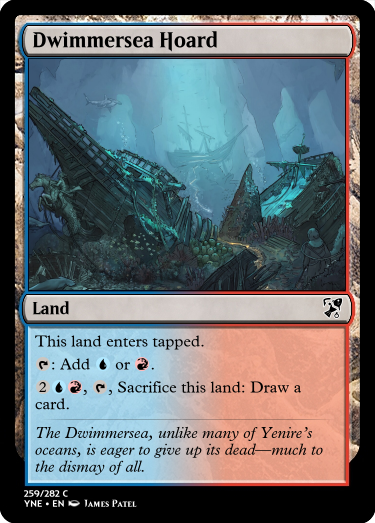 Dwimmersea Hoard
Land
This land enters tapped.
: Add or .
2 , , Sacrifice this land: Draw a
card.
The Dwimmersea, unlike many of Yenire's
oceans, is eager to give up its dead—much to
the dismay of all.
259/282 C
YNE • EN James Patel